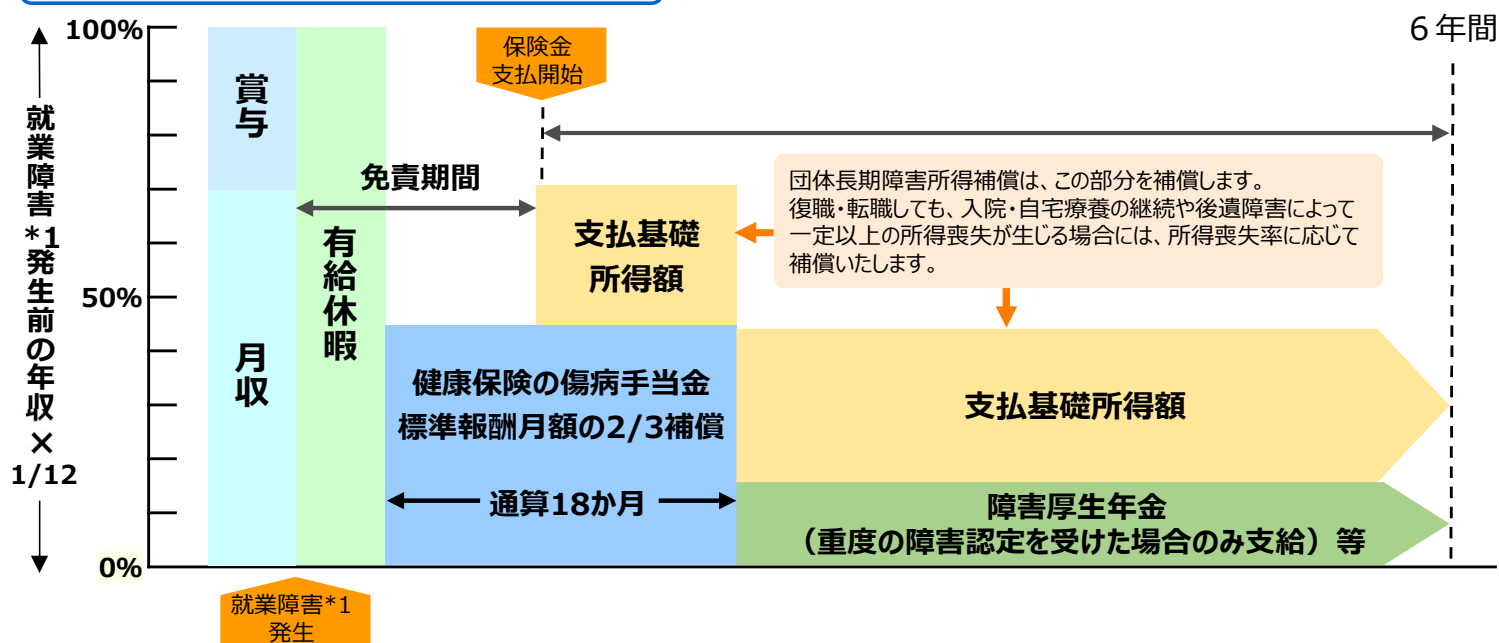 100%
50%
0%
就業障害*1発生前の年収×1/12
賞与
月収
有給休暇
免責期間
保険金
支払開始
6年間
支払基礎
所得額
団体長期障害所得補償は、この部分を補償します。
復職・転職しても、入院・自宅療養の継続や後遺障害によって
一定以上の所得喪失が生じる場合には、所得喪失率に応じて
補償いたします。
健康保険の傷病手当金
標準報酬月額の2/3補償
通算18か月
支払基礎所得額
障害厚生年金
（重度の障害認定を受けた場合のみ支給）等
就業障害*1
発生